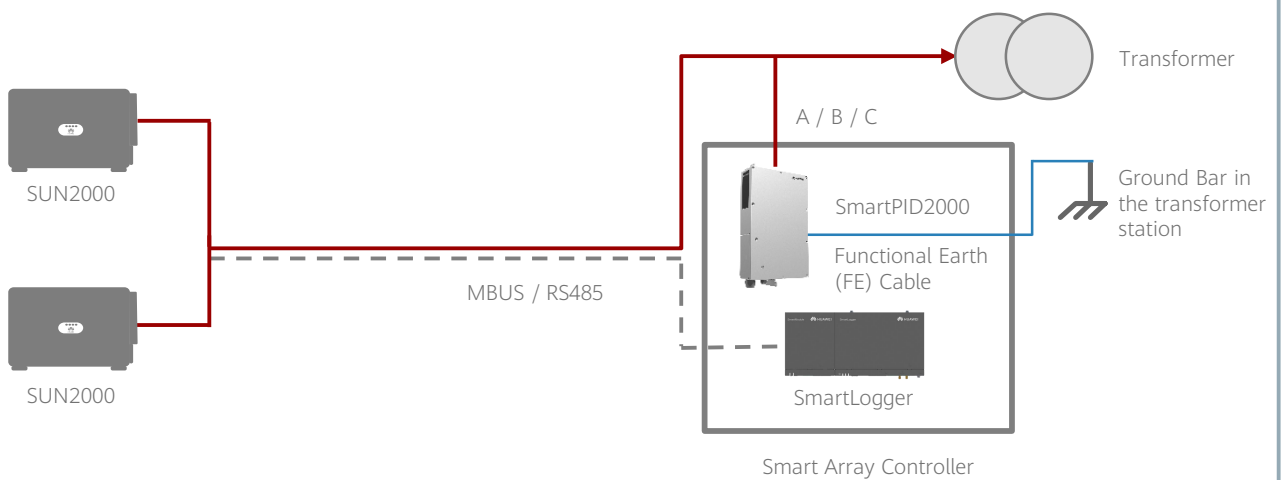 Transformer
A / B / C
SUN2000
SmartPID2000
Ground Bar in
the transformer
station
Functional Earth
(FE) Cable
MBUS / RS485
SUN2000
SmartLogger
Smart Array Controller